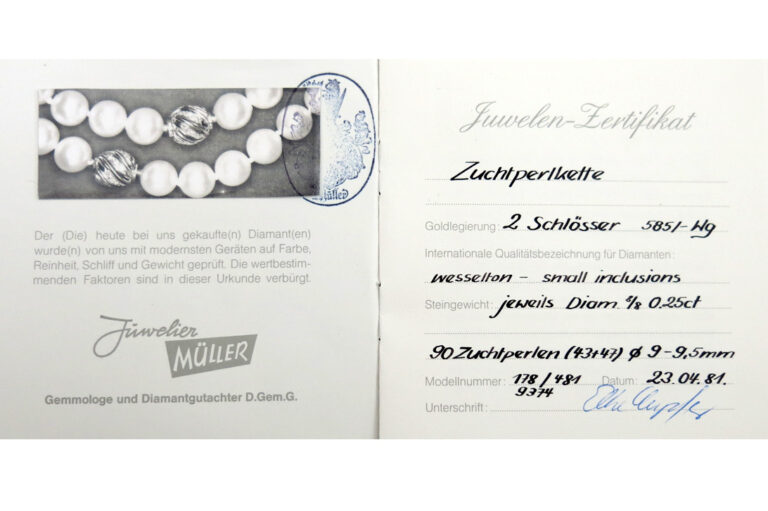 Müller
Der (Die) heute bei uns gekaufte(n) Diamant(en)
wurde(n) von uns mit modernsten Geräten auf Farbe,
Reinheit, Schliff und Gewicht geprüft. Die wertbestim-
menden Faktoren sind in dieser Urkunde verbürgt.
Juwelier
MÜLLER
Gemmologe und Diamantgutachter D.Gem.G.
Juwelen-Zertifikat
Zuchtperlkette
Goldlegierung: 2 Schlösser 585/- Wg
Internationale Qualitätsbezeichnung für Diamanten:
wesselton - small inclusions
Steingewicht: jeweils Diam 8/8 0.25ct
90 Zuchtperlen (43+47) ϕ 9-9,5mm
Modellnummer: 178 / 481 Datum: 23.04.81.
9374
Unterschrift: